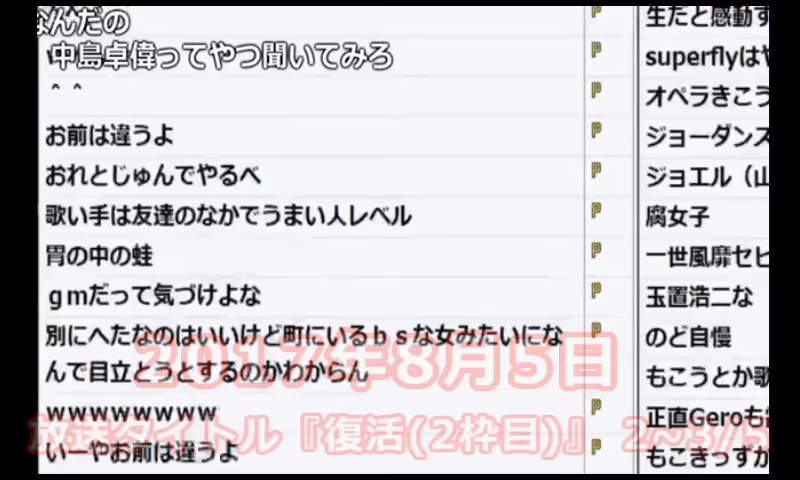 なんだの
中島卓偉ってやつ聞いてみろ
＾＾
お前は違うよ
おれとじゅんでやるべ
歌い手は友達のなかでうまい人レベル
胃の中の蛙
ｇｍだって気づけよな
別にへたなのはいいけど町にいるｂｓな女みたいにな
んで目立とうとするのかわからん
ｗｗｗｗｗｗｗｗｗ
いーやお前は違うよ
P
P
P
P
P
P
P
P
P
P
P
生だと感動す
superflyは
オペラきこう
ジョーダンス
ジョエル（山
腐女子
一世風靡セピ
玉置浩二な
のど自慢
もこうとか歌
正直Geroも
もこきっずが
2017年8月5日
放送タイトル『復活(2枠目)』 2~3/5